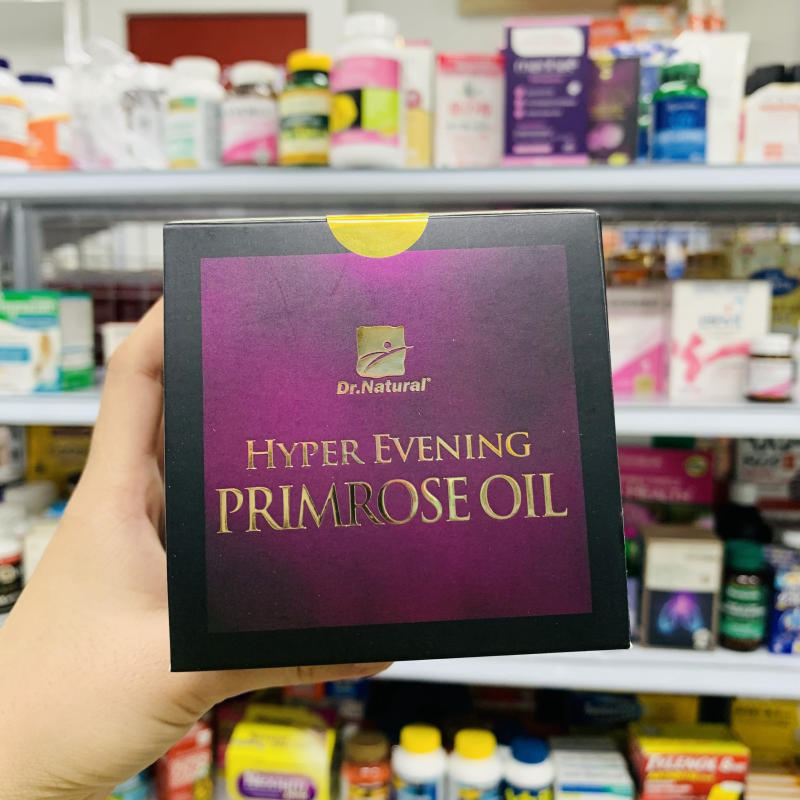 Dr.Natural®
HYPER EVENING
PRIMROSE OIL